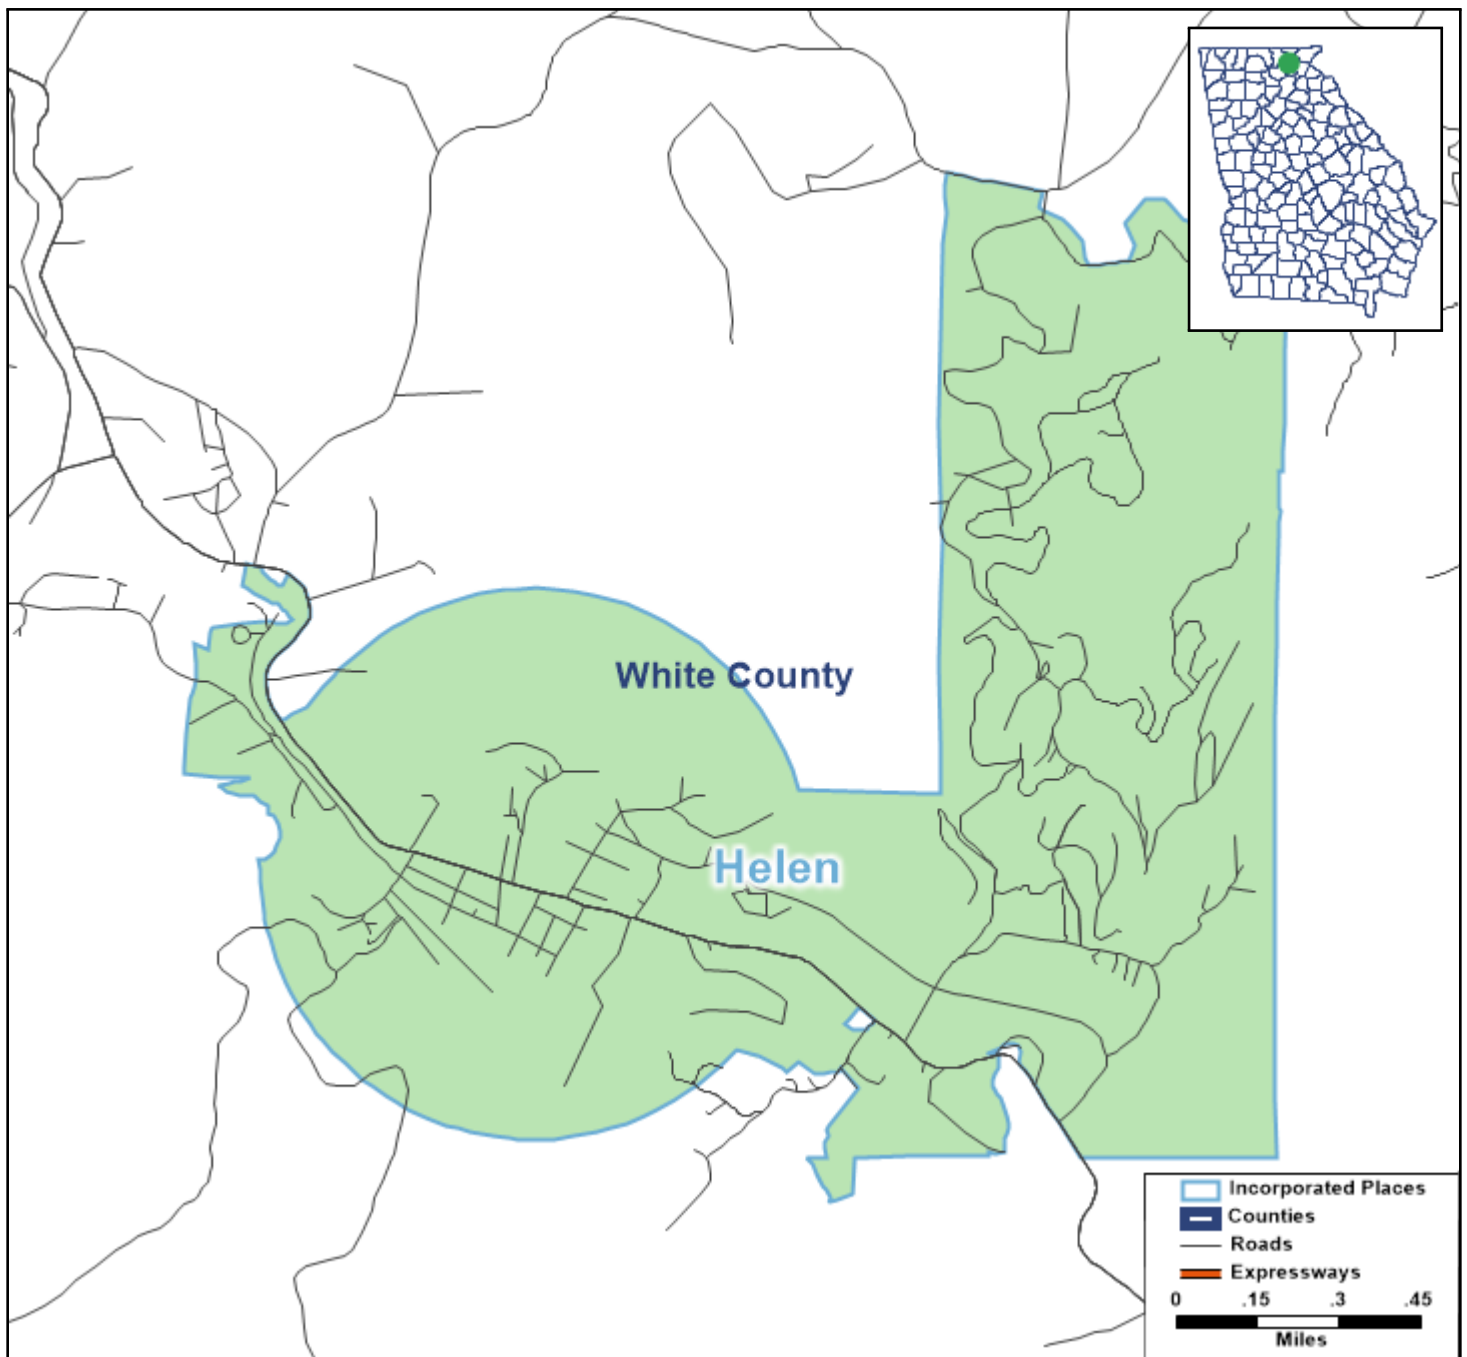 White County
Helen
Incorporated Places
Counties
Roads
Expressways
0 .15 .3 .45
Miles